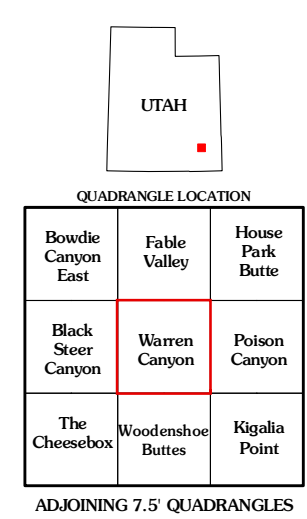 UTAH
QUADRANGLE LOCATION
Bowdie
Canyon
East
Fable
Valley
House
Park
Butte
Black
Steer
Canyon
Warren
Canyon
Poison
Canyon
The
Cheesebox
Woodenshoe
Buttes
Kigalia
Point
ADJOINING 7.5' QUADRANGLES